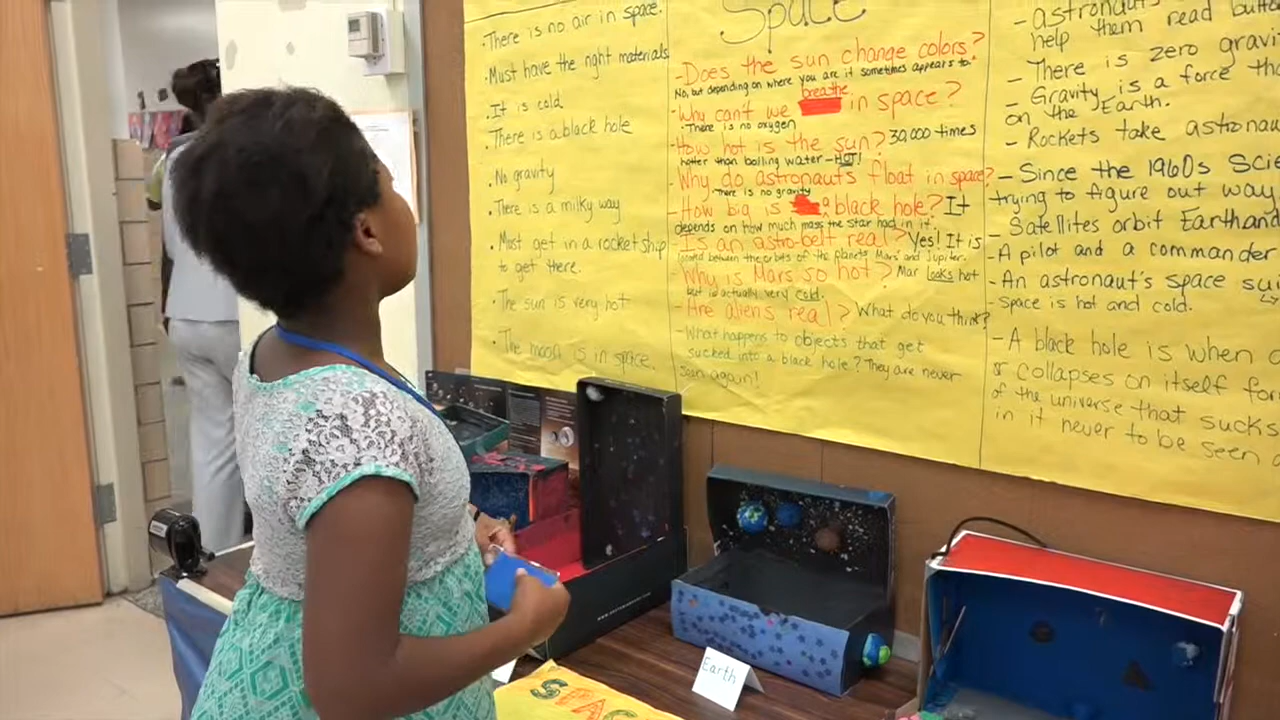 Space
·There is no air in space.
·Must have the right materials
·It is cold
·There is a black hole
·No gravity
·There is a milky way
·Must get in a rocket ship
to get there.
·The sun is very hot
·The moon is in space.
-Does the sun change colors?
No, but depending on where you are it sometimes appears to.
breathe
-Why can't we in space?
·There is no oxygen
-How hot is the sun? 30,000 times
hotter than boiling water-HOT!
-Why do astronauts float in space?
There is no gravity
-How big is a black hole? It
depends on how much mass the star had in it.
-Is an astro-belt real? Yes! It is
located between the orbits of the planets Mars and Jupiter.
-Why is Mars so hot? Mar looks hot
but is actually very cold.
-Are aliens real? What do you think?
-What happens to objects that get
sucked into a black hole? They are never
seen again!
-astronauts
help them read
-There is zero
-Gravity is a force
on the Earth.
-Rockets take
-Since the 1960s
trying to figure out way
-Satellites orbit Earth and
-A pilot and a commander
-An astronaut's space
-Space is hot and cold.
-A black hole is when
collapses on itself
of the universe that sucks
in it never to be seen
Earth
SPAC